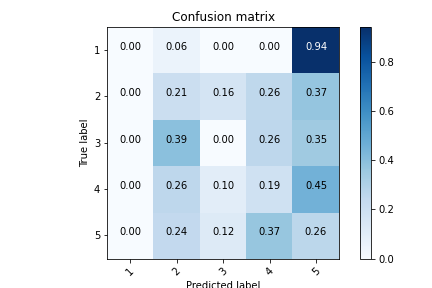 Confusion matrix
1 0.00 0.06 0.00 0.00 0.94
2 0.00 0.21 0.16 0.26 0.37
3 0.00 0.39 0.00 0.26 0.35
4 0.00 0.26 0.10 0.19 0.45
5 0.00 0.24 0.12 0.37 0.26
True label
1 2 3 4 5
Predicted label
0.8
0.6
0.4
0.2
0.0